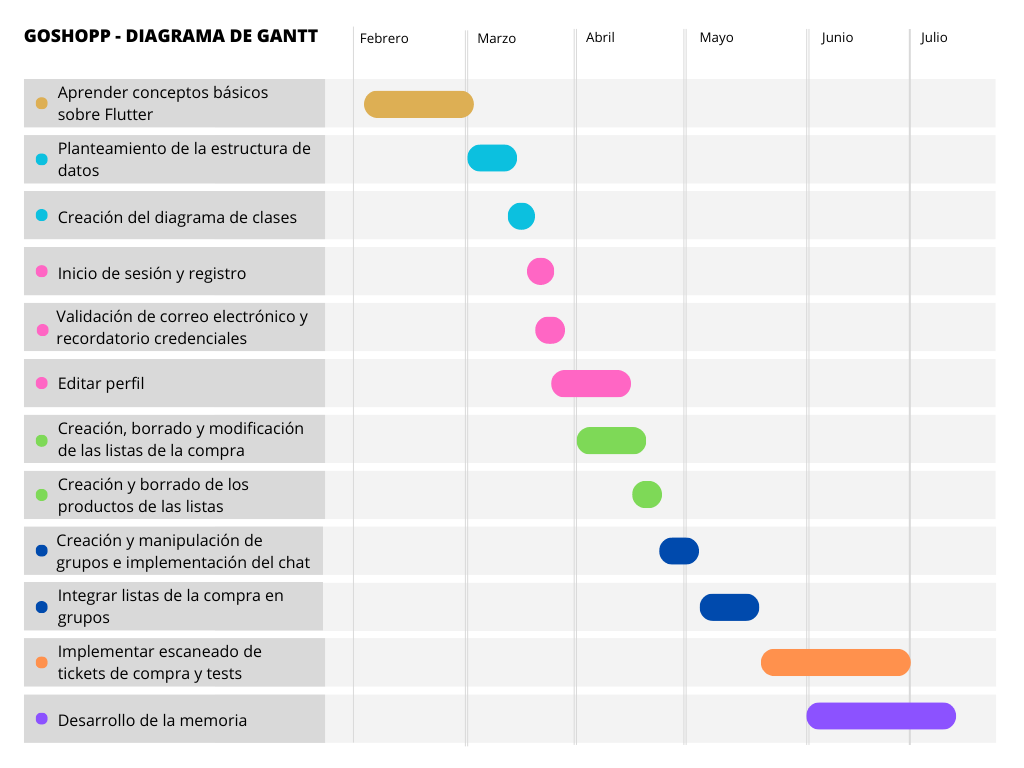 GOSHOPP - DIAGRAMA DE GANTT
Febrero
Marzo
Abril
Mayo
Junio
Julio
Aprender conceptos básicos
sobre Flutter
Planteamiento de la estructura de
datos
Creación del diagrama de clases
Inicio de sesión y registro
Validación de correo electrónico y
recordatorio credenciales
Editar perfil
Creación, borrado y modificación
de las listas de la compra
Creación y borrado de los
productos de las listas
Creación y manipulación de
grupos e implementación del chat
Integrar listas de la compra en
grupos
Implementar escaneado de
tickets de compra y tests
Desarrollo de la memoria